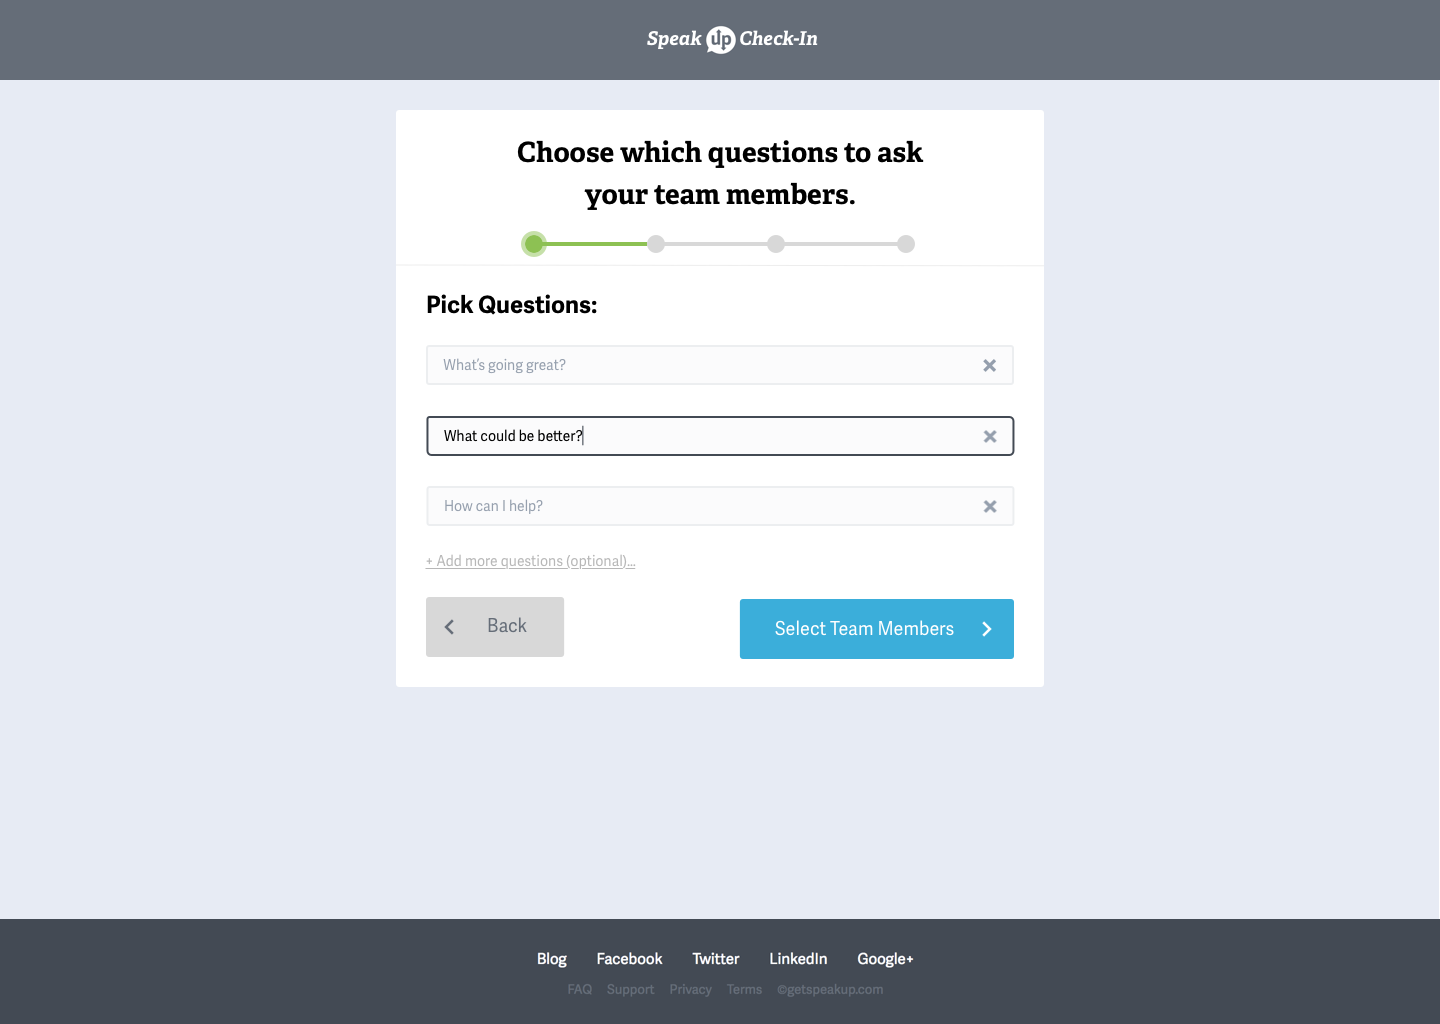 Speak up Check-In
Choose which questions to ask
your team members.
Pick Questions:
What's going great?
What could be better?
How can I help?
+ Add more questions (optional)...
Back
Select Team Members
Blog Facebook Twitter LinkedIn Google+
FAQ Support Privacy Terms ©getspeakup.com